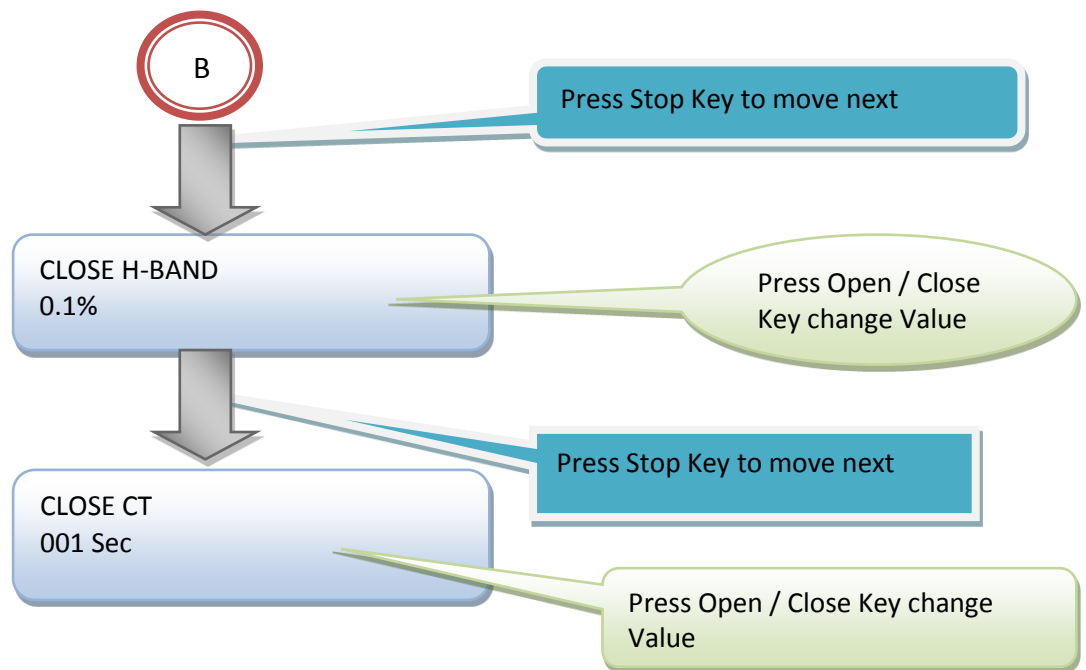 B
Press Stop Key to move next
CLOSE H-BAND
0.1%
Press Open / Close
Key change Value
Press Stop Key to move next
CLOSE CT
001 Sec
Press Open / Close Key change
Value